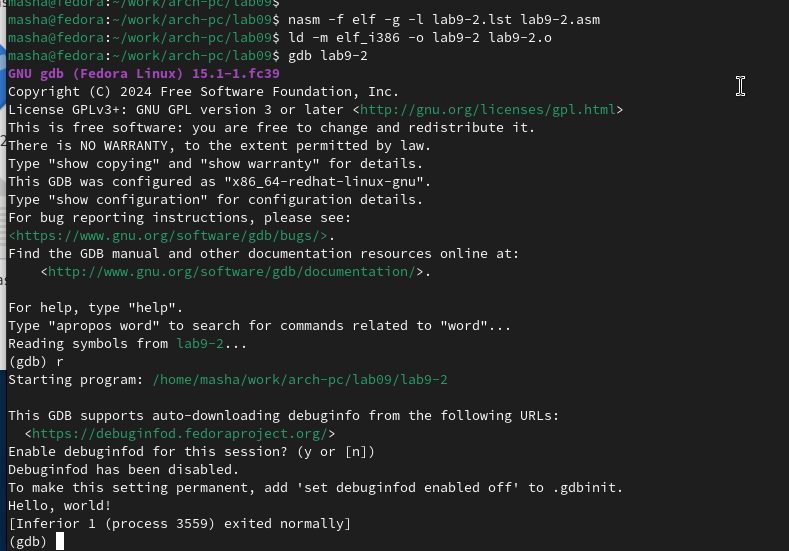 masha@fedora:~/work/arch-pc/lab09$
masha@fedora:~/work/arch-pc/lab09$ nasm -f elf -g -l lab9-2.lst lab9-2.asm
masha@fedora:~/work/arch-pc/lab09$ ld -m elf_i386 -o lab9-2 lab9-2.o
masha@fedora:~/work/arch-pc/lab09$ gdb lab9-2
GNU gdb (Fedora Linux) 15.1-1.fc39
Copyright (C) 2024 Free Software Foundation, Inc.
License GPLv3+: GNU GPL version 3 or later <http://gnu.org/licenses/gpl.html>
This is free software: you are free to change and redistribute it.
There is NO WARRANTY, to the extent permitted by law.
Type "show copying" and "show warranty" for details.
This GDB was configured as "x86_64-redhat-linux-gnu".
Type "show configuration" for configuration details.
For bug reporting instructions, please see:
<https://www.gnu.org/software/gdb/bugs/>.
Find the GDB manual and other documentation resources online at:
    <http://www.gnu.org/software/gdb/documentation/>.

For help, type "help".
Type "apropos word" to search for commands related to "word"...
Reading symbols from lab9-2...
(gdb) r
Starting program: /home/masha/work/arch-pc/lab09/lab9-2

This GDB supports auto-downloading debuginfo from the following URLs:
  <https://debuginfod.fedoraproject.org/>
Enable debuginfod for this session? (y or [n])
Debuginfod has been disabled.
To make this setting permanent, add 'set debuginfod enabled off' to .gdbinit.
Hello, world!
[Inferior 1 (process 3559) exited normally]
(gdb)